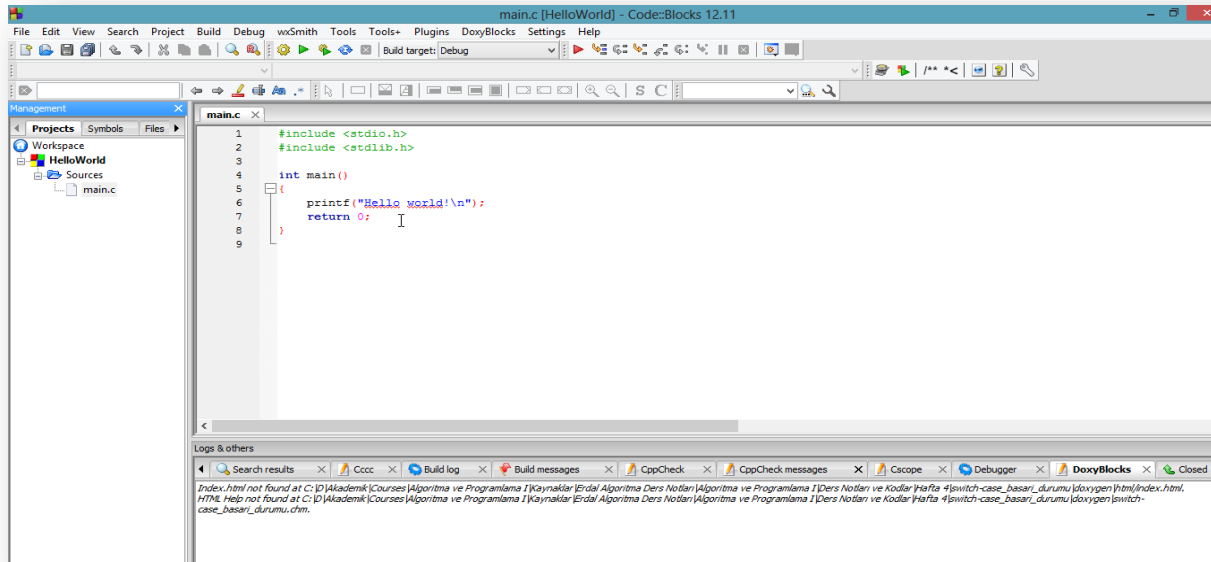 main.c [HelloWorld] - Code::Blocks 12.11
File Edit View Search Project Build Debug wxSmith Tools Tools+ Plugins DoxyBlocks Settings Help
Build target: Debug
/** *<
S C
Management
Projects Symbols Files
main.c
Workspace
HelloWorld
Sources
main.c
1 #include <stdio.h>
2 #include <stdlib.h>
3
4 int main()
5 {
6 printf("Hello world!\n");
7 return 0;
8 }
9
Logs & others
Search results Cccc Build log Build messages CppCheck CppCheck messages Cscope Debugger DoxyBlocks Closed
Index.html not found at C:\D\Akademik\Courses\Algoritma ve Programlama I\Kaynaklar\Erdal Algoritma Ders Notları\Algoritma ve Programlama I\Ders Notları ve Kodlar\Hafta 4\switch-case_basari_durumu\doxygen\html/index.html.
HTML Help not found at C:\D\Akademik\Courses\Algoritma ve Programlama I\Kaynaklar\Erdal Algoritma Ders Notları\Algoritma ve Programlama I\Ders Notları ve Kodlar\Hafta 4\switch-case_basari_durumu\doxygen\switch-
case_basari_durumu.chm.